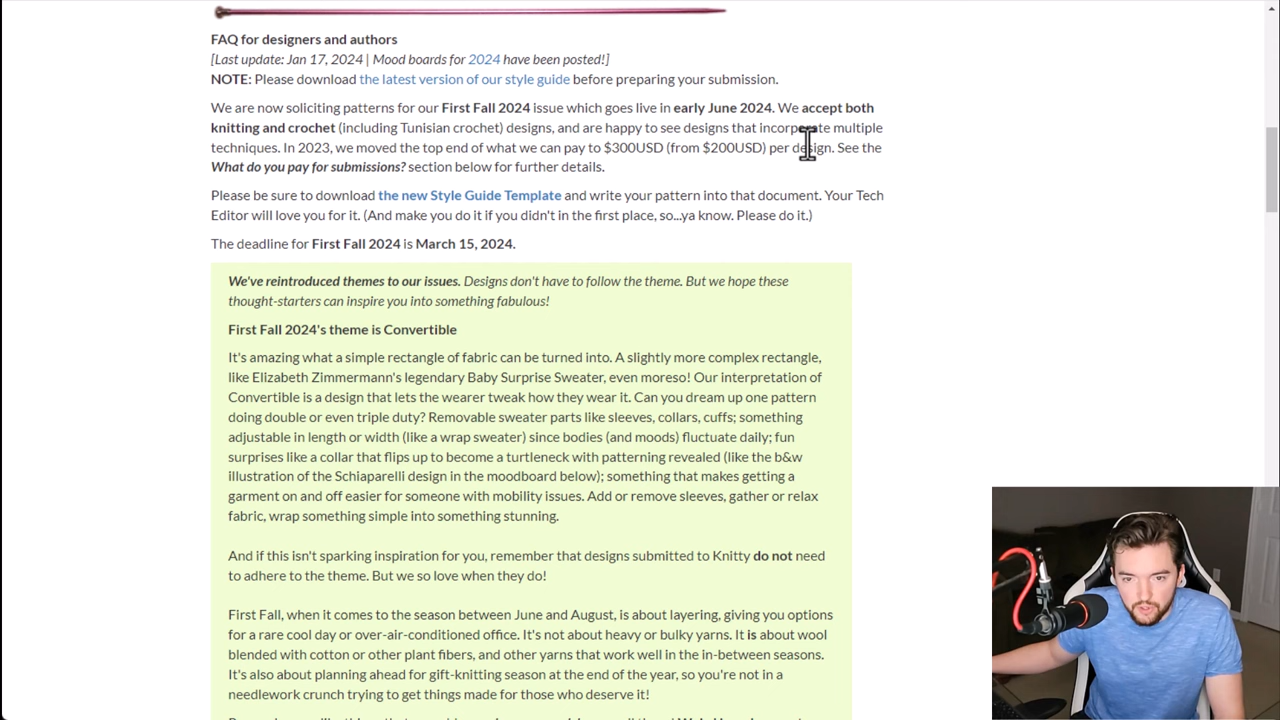 FAQ for designers and authors
[Last update: Jan 17, 2024 | Mood boards for 2024 have been posted!]
NOTE: Please download the latest version of our style guide before preparing your submission.
We are now soliciting patterns for our First Fall 2024 issue which goes live in early June 2024. We accept both
knitting and crochet (including Tunisian crochet) designs, and are happy to see designs that incorporate multiple
techniques. In 2023, we moved the top end of what we can pay to $300USD (from $200USD) per design. See the
What do you pay for submissions? section below for further details.
Please be sure to download the new Style Guide Template and write your pattern into that document. Your Tech
Editor will love you for it. (And make you do it if you didn't in the first place, so...ya know. Please do it.)
The deadline for First Fall 2024 is March 15, 2024.
We've reintroduced themes to our issues. Designs don't have to follow the theme. But we hope these
thought-starters can inspire you into something fabulous!
First Fall 2024's theme is Convertible
It's amazing what a simple rectangle of fabric can be turned into. A slightly more complex rectangle,
like Elizabeth Zimmermann's legendary Baby Surprise Sweater, even moreso! Our interpretation of
Convertible is a design that lets the wearer tweak how they wear it. Can you dream up one pattern
doing double or even triple duty? Removable sweater parts like sleeves, collars, cuffs; something
adjustable in length or width (like a wrap sweater) since bodies (and moods) fluctuate daily; fun
surprises like a collar that flips up to become a turtleneck with patterning revealed (like the b&w
illustration of the Schiaparelli design in the moodboard below); something that makes getting a
garment on and off easier for someone with mobility issues. Add or remove sleeves, gather or relax
fabric, wrap something simple into something stunning.
And if this isn't sparking inspiration for you, remember that designs submitted to Knitty do not need
to adhere to the theme. But we so love when they do!
First Fall, when it comes to the season between June and August, is about layering, giving you options
for a rare cool day or over-air-conditioned office. It's not about heavy or bulky yarns. It is about wool
blended with cotton or other plant fibers, and other yarns that work well in the in-between seasons.
It's also about planning ahead for gift-knitting season at the end of the year, so you're not in a
needlework crunch trying to get things made for those who deserve it!